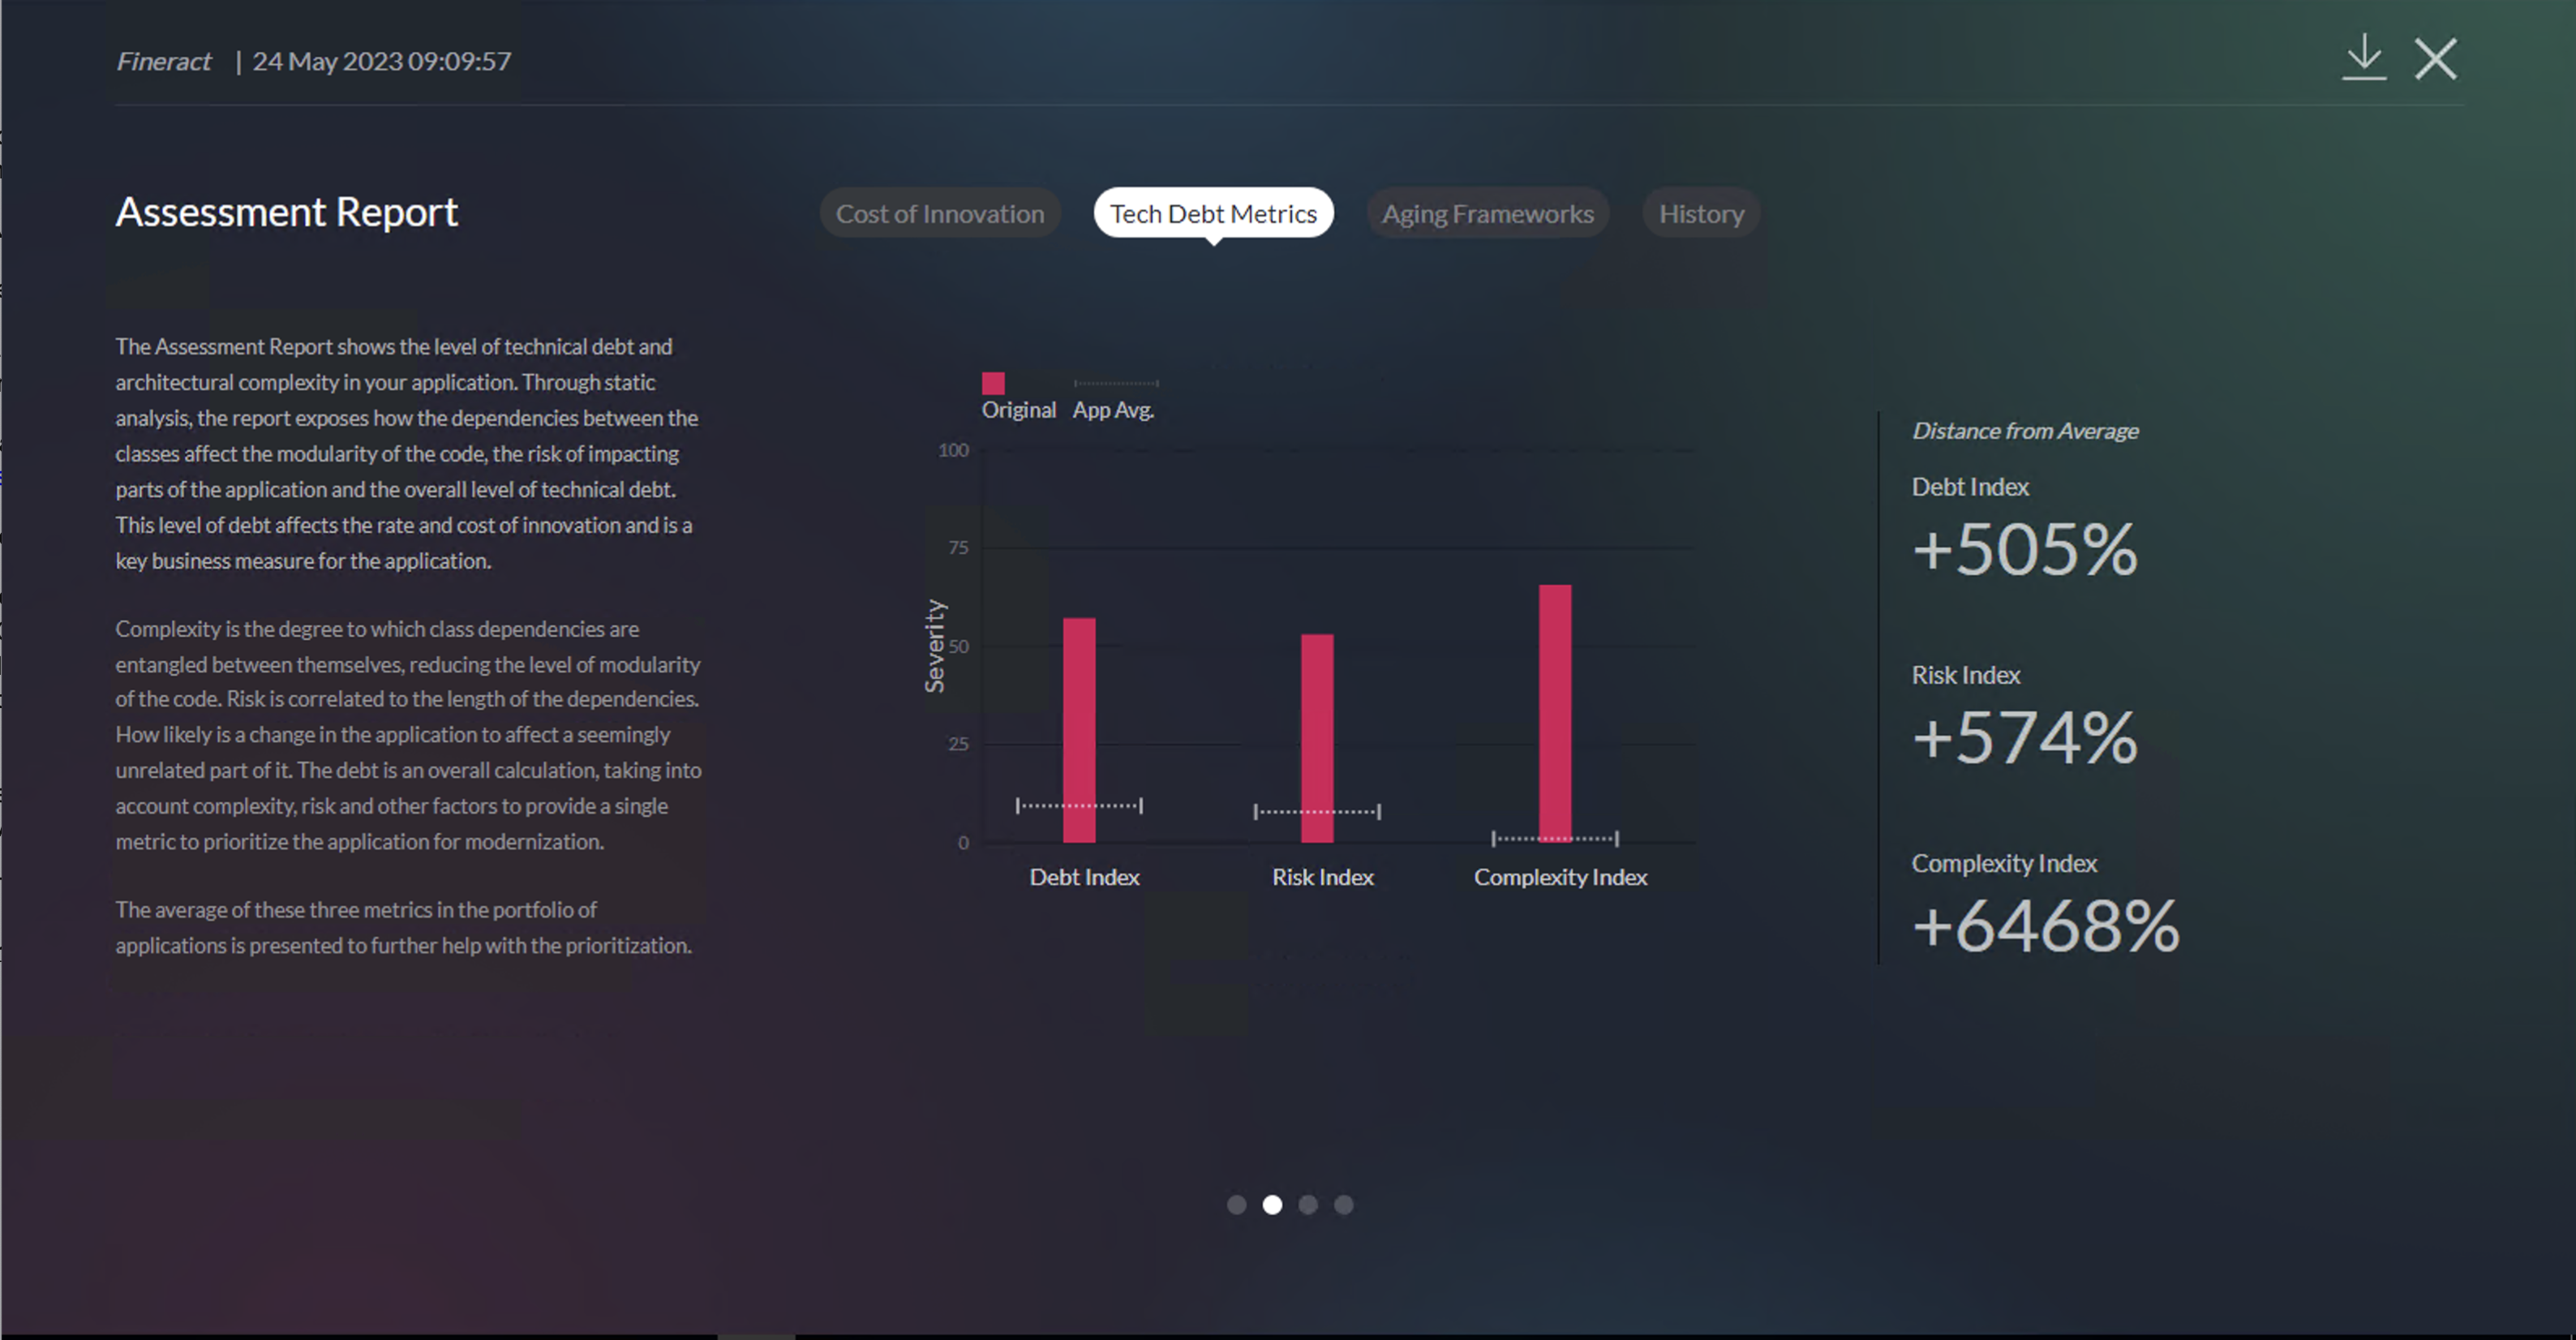 Fineract | 24 May 2023 09:09:57
Assessment Report
Cost of Innovation
Tech Debt Metrics
Aging Frameworks
History
The Assessment Report shows the level of technical debt and
architectural complexity in your application. Through static
analysis, the report exposes how the dependencies between the
classes affect the modularity of the code, the risk of impacting
parts of the application and the overall level of technical debt.
This level of debt affects the rate and cost of innovation and is a
key business measure for the application.
Complexity is the degree to which class dependencies are
entangled between themselves, reducing the level of modularity
of the code. Risk is correlated to the length of the dependencies.
How likely is a change in the application to affect a seemingly
unrelated part of it. The debt is an overall calculation, taking into
account complexity, risk and other factors to provide a single
metric to prioritize the application for modernization.
The average of these three metrics in the portfolio of
applications is presented to further help with the prioritization.
Original
App Avg.
Severity
100
75
50
25
0
Debt Index
Risk Index
Complexity Index
Distance from Average
Debt Index
+505%
Risk Index
+574%
Complexity Index
+6468%